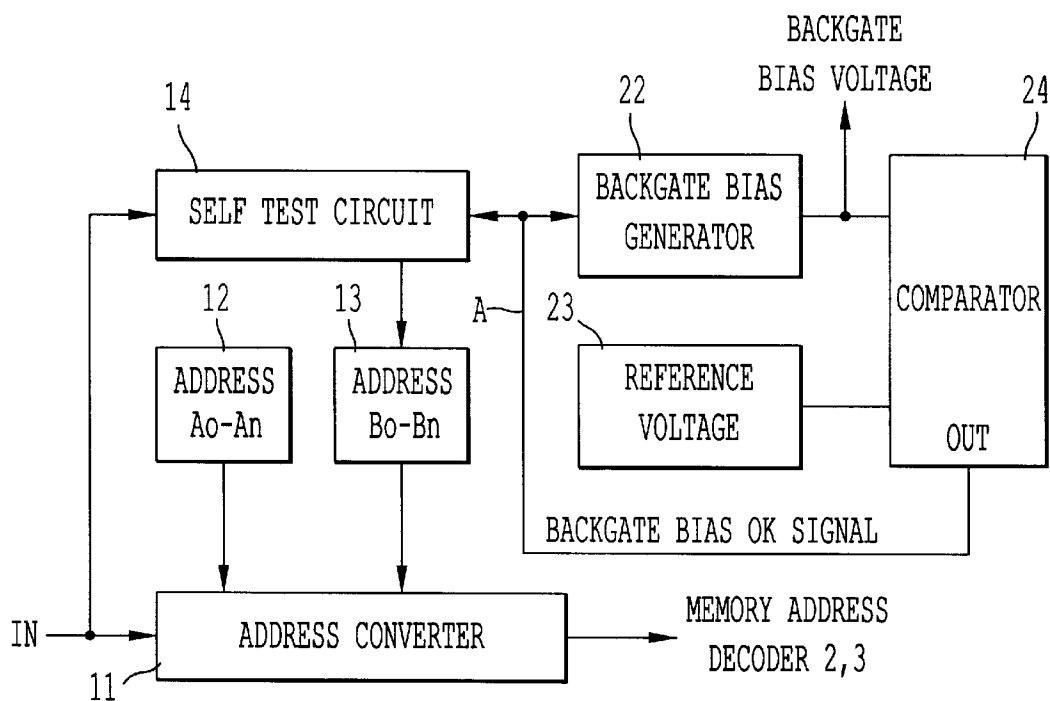 BACKGATE
BIAS VOLTAGE
14
22
24
SELF TEST CIRCUIT
BACKGATE BIAS
GENERATOR
COMPARATOR
OUT
12
13
A
23
ADDRESS
Ao-An
ADDRESS
Bo-Bn
REFERENCE
VOLTAGE
BACKGATE BIAS OK SIGNAL
IN
ADDRESS CONVERTER
MEMORY ADDRESS
DECODER 2,3
11